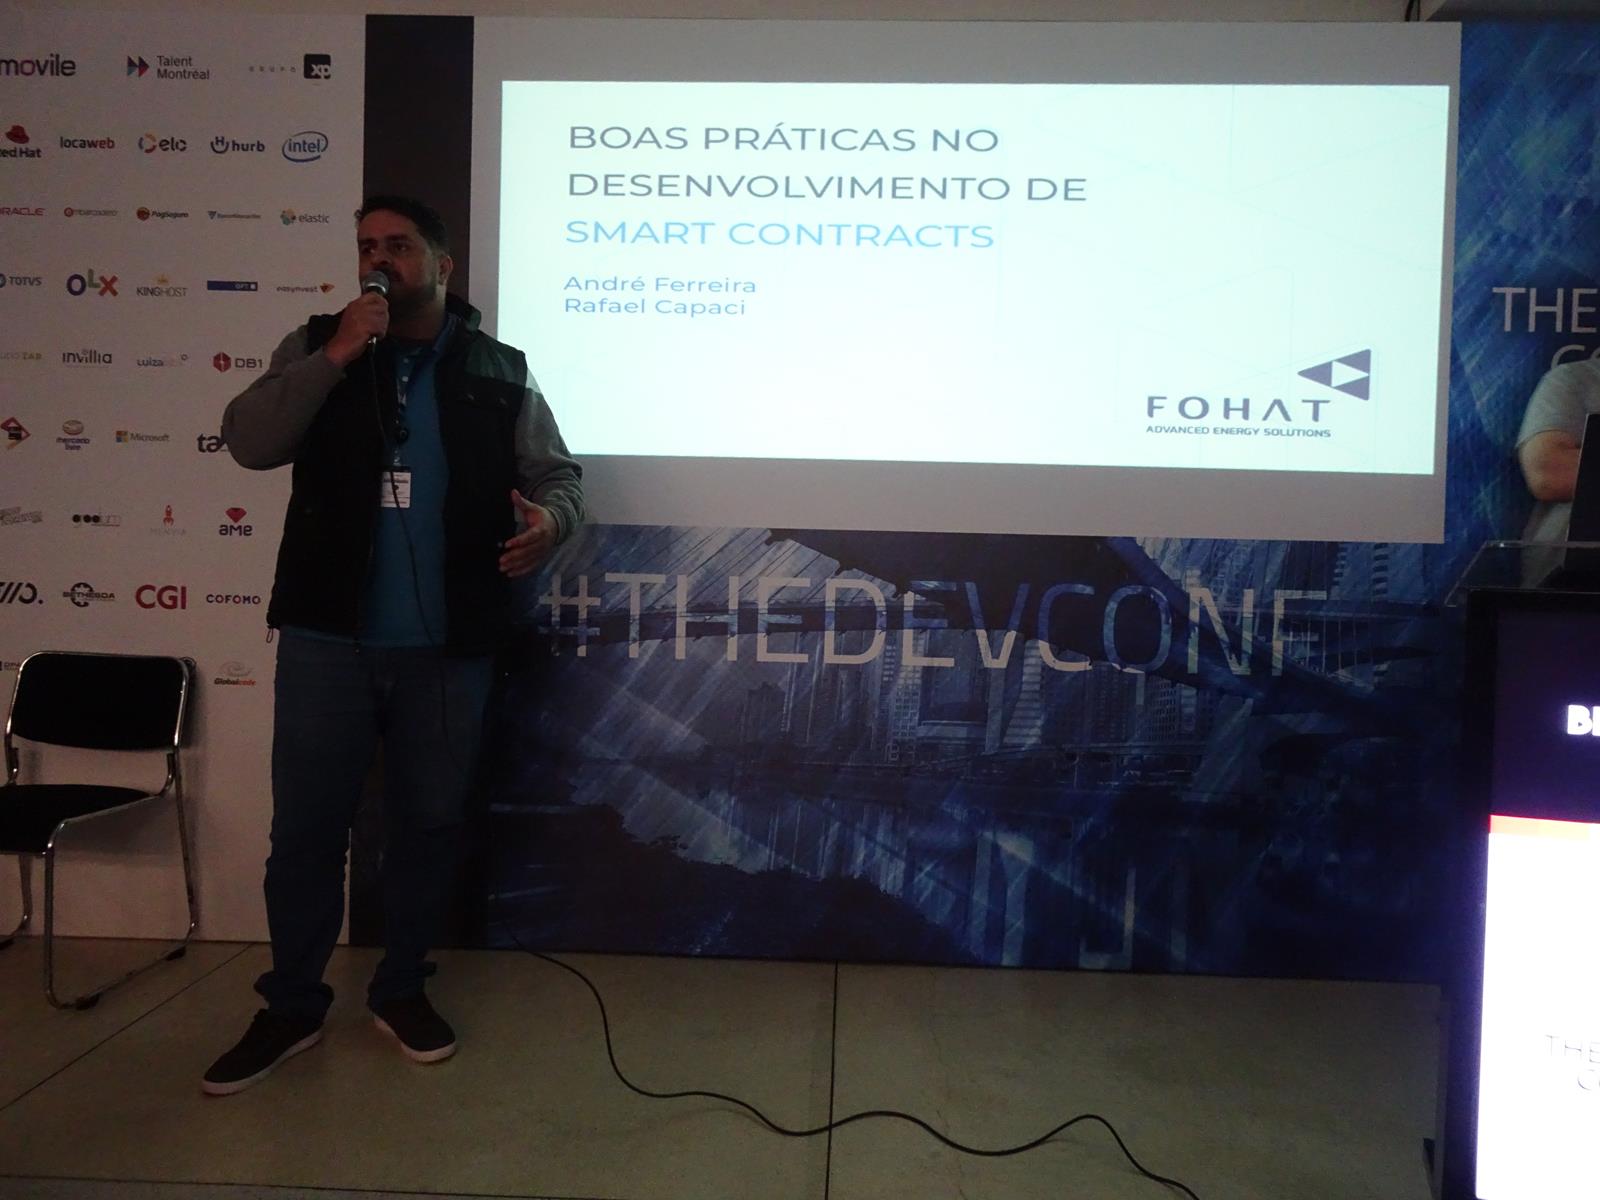 movile
Talent
Montréal
GRUPO xp
Red Hat
locaweb
elo
hurb
intel
ORACLE
embarcadero
PagSeguro
elastic
TOTVS
OLX
KINGHOST
easynvest
invillia
DB1
mercado
livre
Microsoft
ta
ame
BETHESDA
CGI
COFOMO
Globalcode
BOAS PRÁTICAS NO
DESENVOLVIMENTO DE
SMART CONTRACTS
André Ferreira
Rafael Capaci
FOHAT
ADVANCED ENERGY SOLUTIONS
#THEDEVCONF
THE
THE